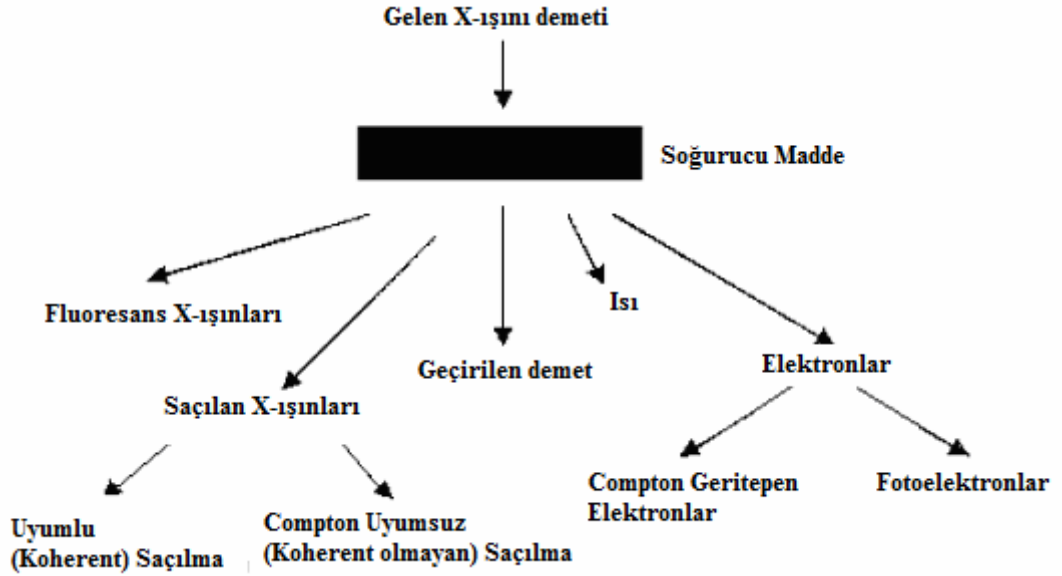 Gelen X-ışını demeti
Soğurucu Madde
Fluoresans X-ışınları
Isı
Geçirilen demet
Elektronlar
Saçılan X-ışınları
Compton Geritepen
Elektronlar
Fotoelektronlar
Uyumlu
(Koherent) Saçılma
Compton Uyumsuz
(Koherent olmayan) Saçılma